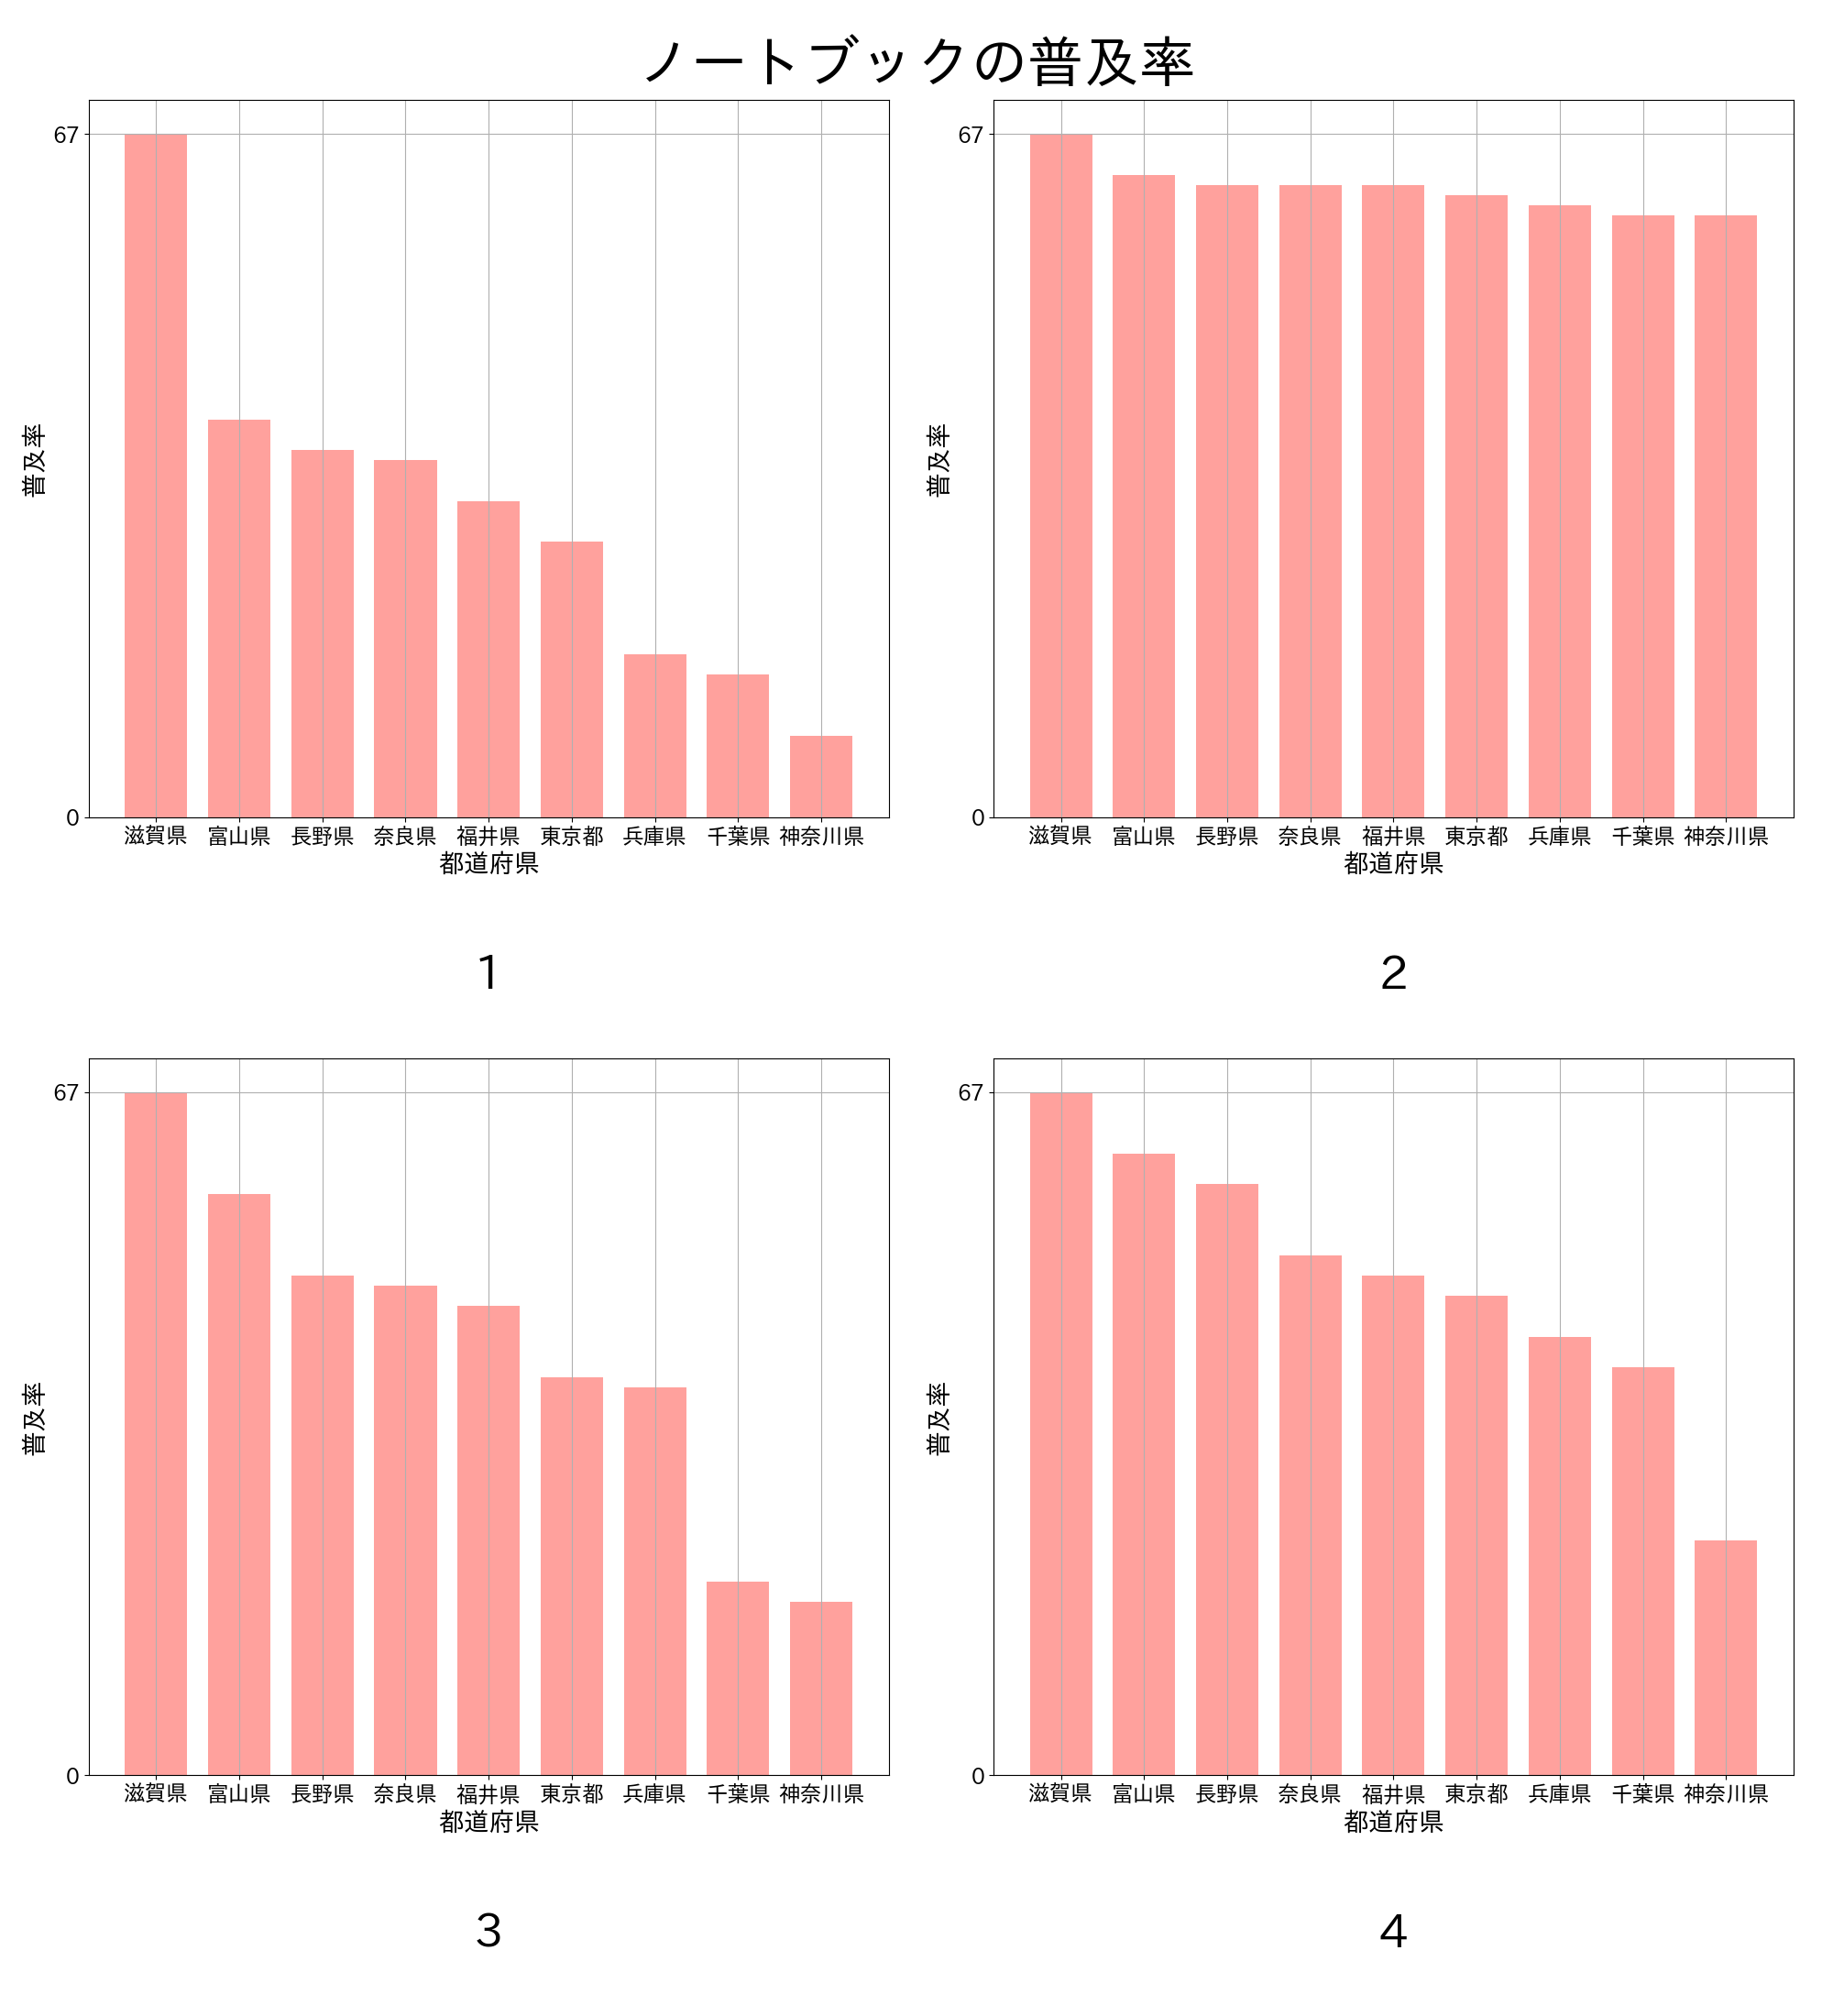 ノートブックの普及率
67
普及率
0
滋賀県 富山県 長野県 奈良県 福井県 東京都 兵庫県 千葉県 神奈川県
都道府県
1
67
普及率
0
滋賀県 富山県 長野県 奈良県 福井県 東京都 兵庫県 千葉県 神奈川県
都道府県
2
67
普及率
0
滋賀県 富山県 長野県 奈良県 福井県 東京都 兵庫県 千葉県 神奈川県
都道府県
3
67
普及率
0
滋賀県 富山県 長野県 奈良県 福井県 東京都 兵庫県 千葉県 神奈川県
都道府県
4